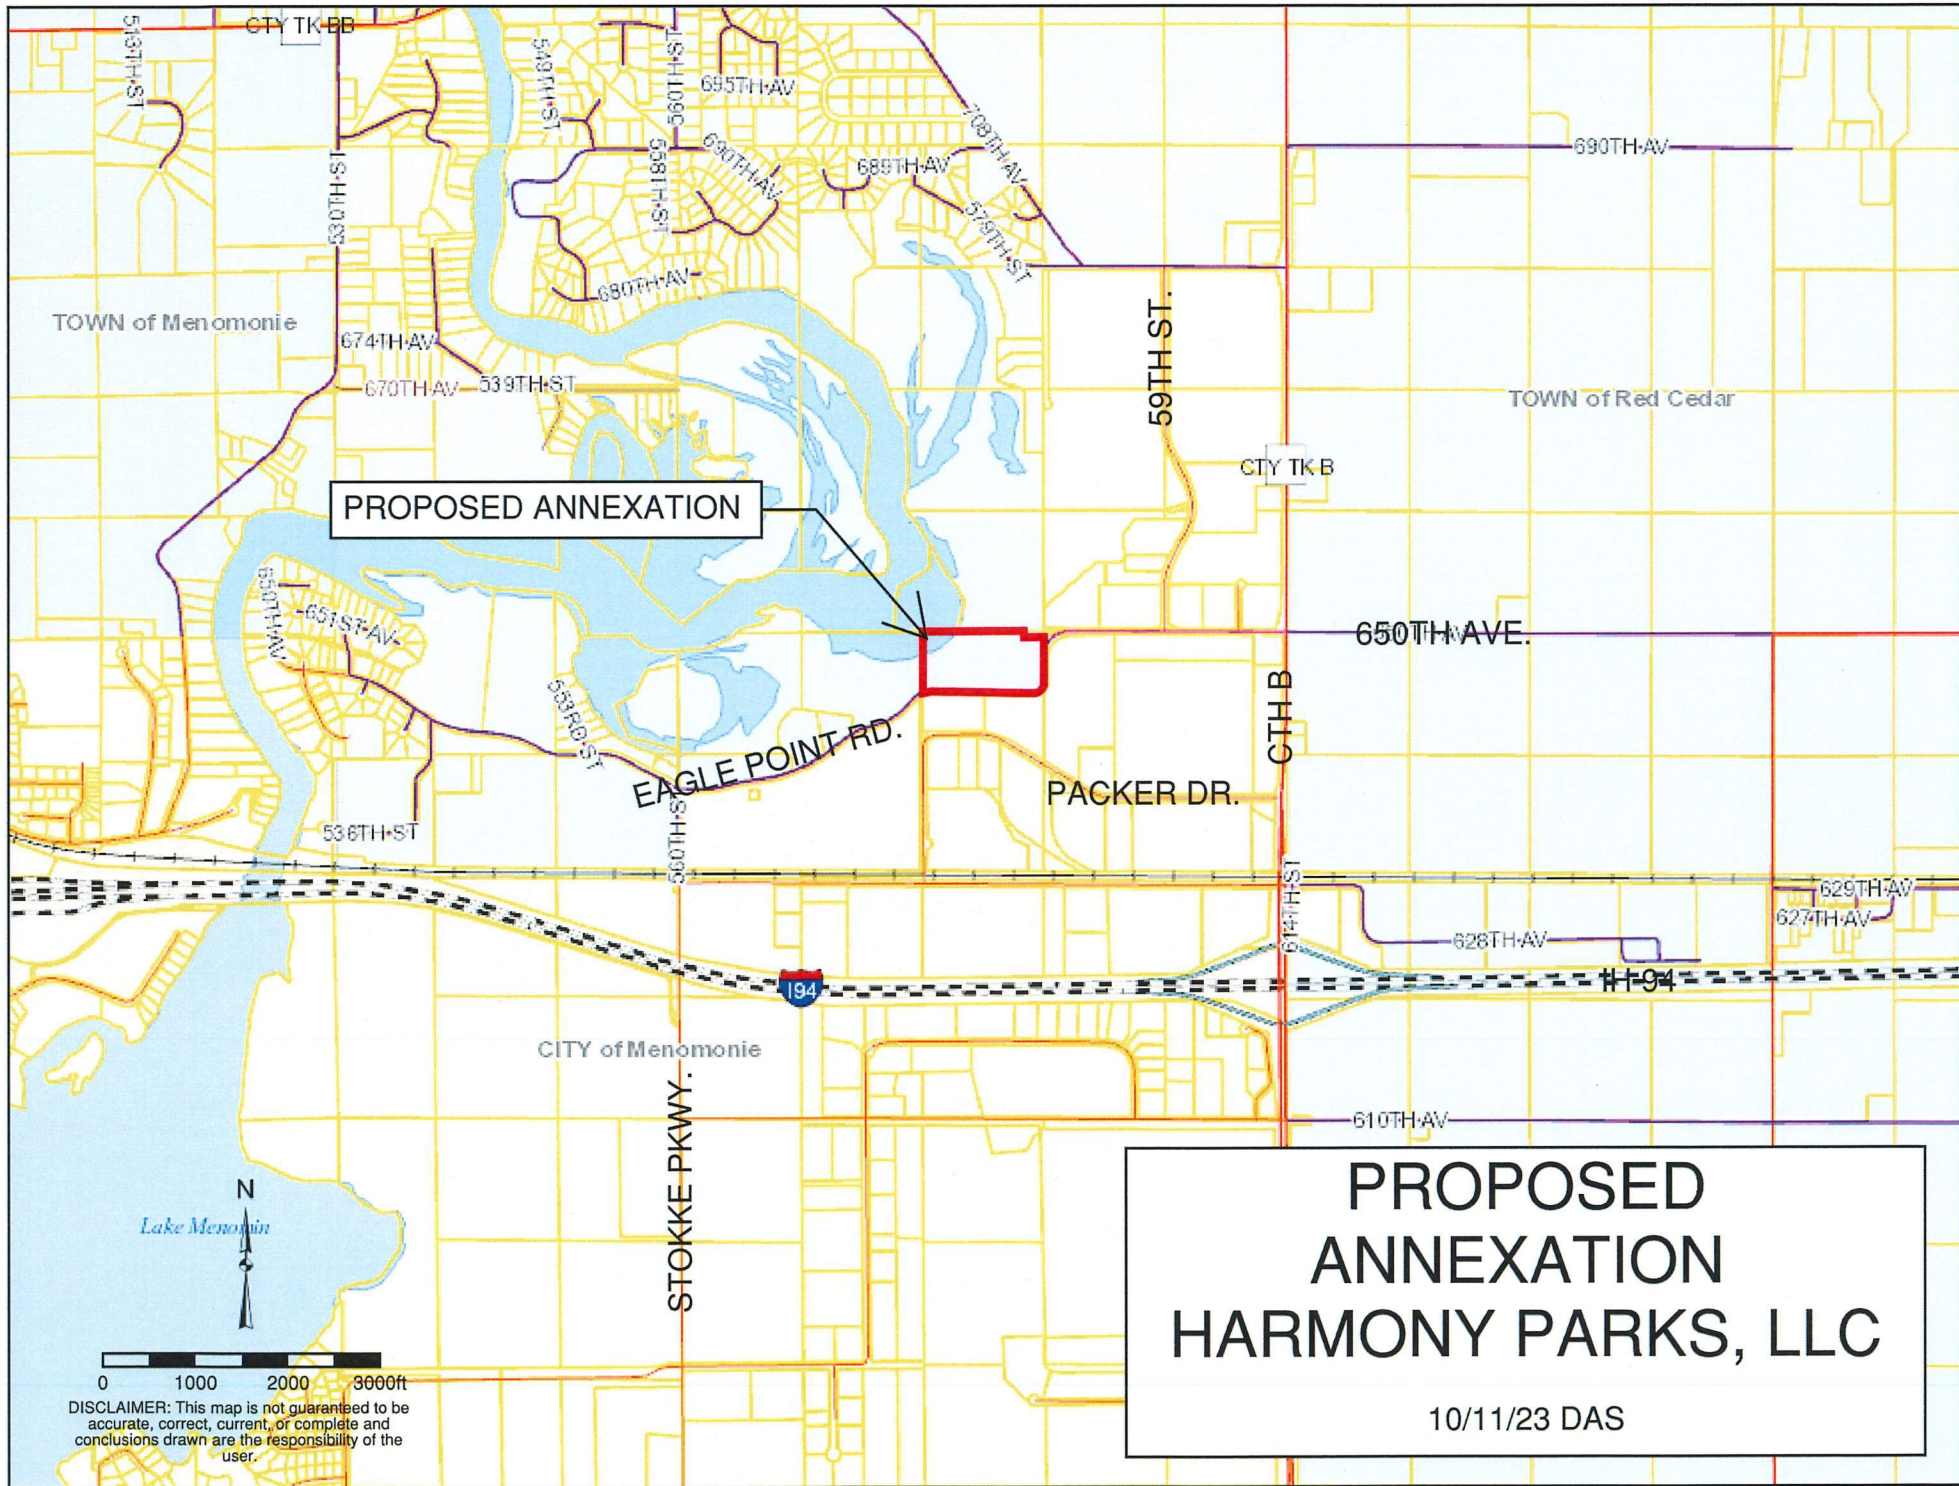 CTY TK BB
513TH ST
549TH ST
560TH ST
695TH AV
708TH AV
690TH AV
530TH ST
558TH ST
690TH AV
689TH AV
579TH ST
680TH AV
TOWN of Menomonie
59TH ST.
674TH AV
670TH AV
539TH ST
TOWN of Red Cedar
CTY TK B
PROPOSED ANNEXATION
650TH AV
651ST AV
650TH AVE.
553RD ST
EAGLE POINT RD.
CTH B
PACKER DR.
536TH ST
560TH ST
614TH ST
629TH AV
627TH AV
628TH AV
194
IH-94
CITY of Menomonie
STOKKE PKWY.
610TH AV
N
Lake Menomin
0 1000 2000 3000ft
DISCLAIMER: This map is not guaranteed to be
accurate, correct, current, or complete and
conclusions drawn are the responsibility of the
user.
PROPOSED
ANNEXATION
HARMONY PARKS, LLC
10/11/23 DAS